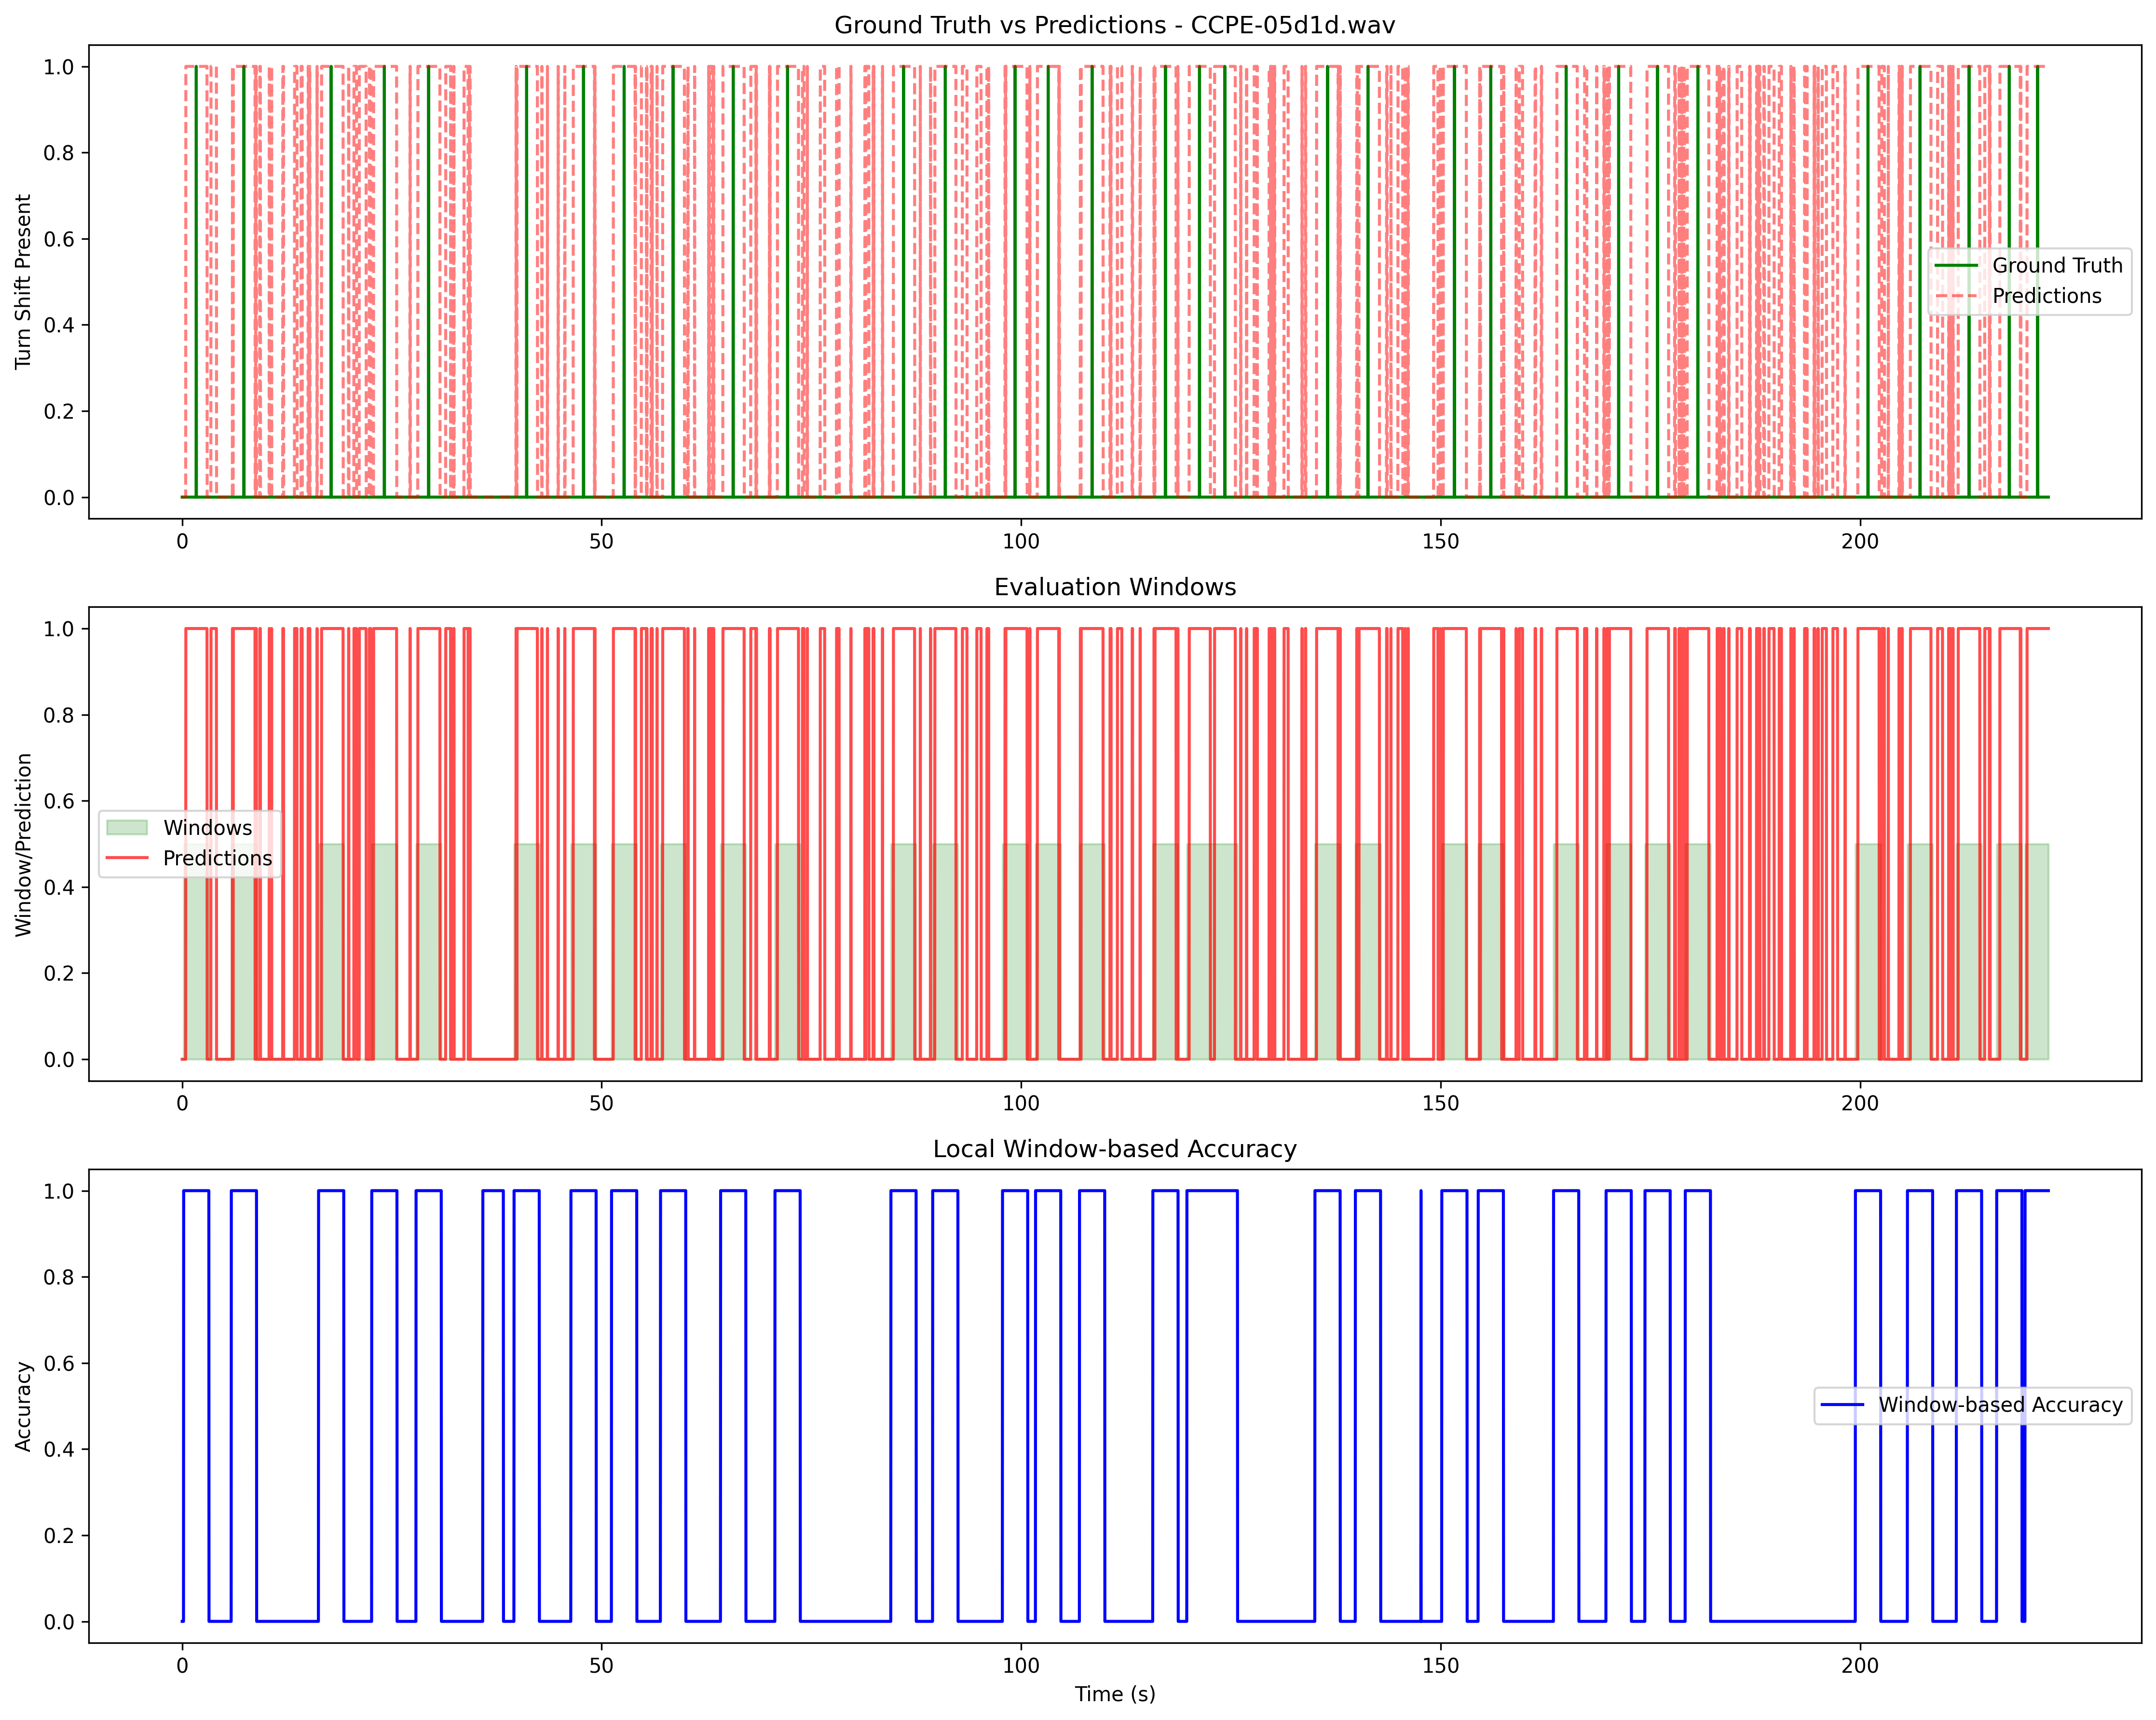 Ground Truth vs Predictions - CCPE-05d1d.wav
1.0
0.8
0.6
0.4
0.2
0.0
Turn Shift Present
Ground Truth
Predictions
0
50
100
150
200
Evaluation Windows
1.0
0.8
0.6
0.4
0.2
0.0
Window/Prediction
Windows
Predictions
0
50
100
150
200
Local Window-based Accuracy
1.0
0.8
0.6
0.4
0.2
0.0
Accuracy
Window-based Accuracy
0
50
100
150
200
Time (s)